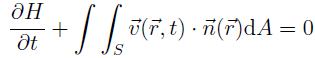 ∂H/∂t + ∫∫_S v⃗(r⃗, t) · n⃗(r⃗)dA = 0